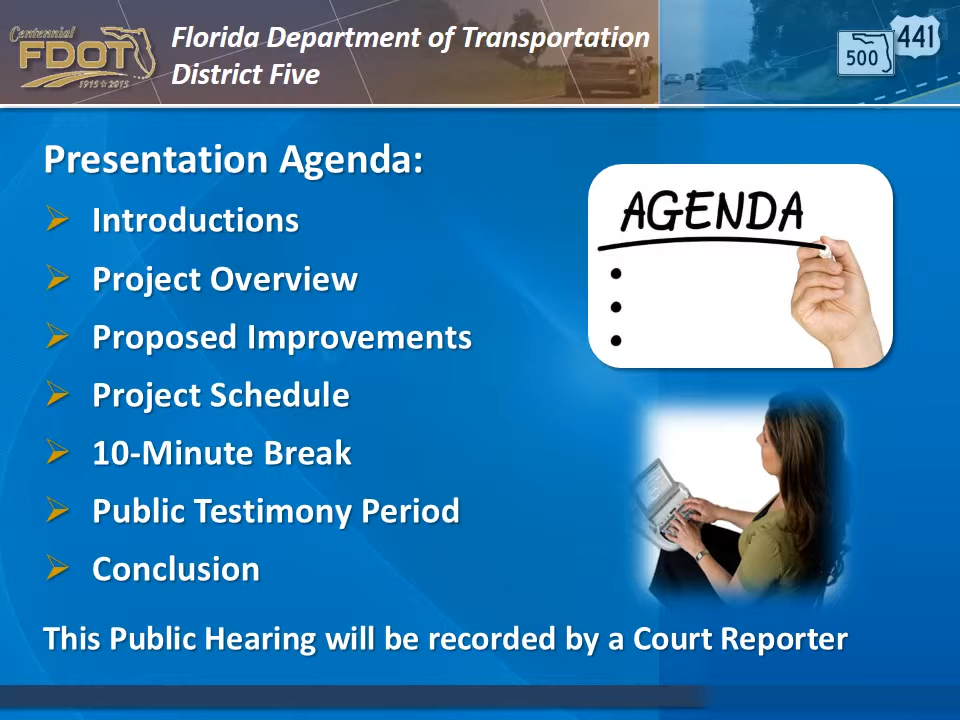 Centennial
FDOT
1915 2015
Florida Department of Transportation
District Five
500
441
Presentation Agenda:
Introductions
Project Overview
Proposed Improvements
Project Schedule
10-Minute Break
Public Testimony Period
Conclusion
AGENDA
This Public Hearing will be recorded by a Court Reporter